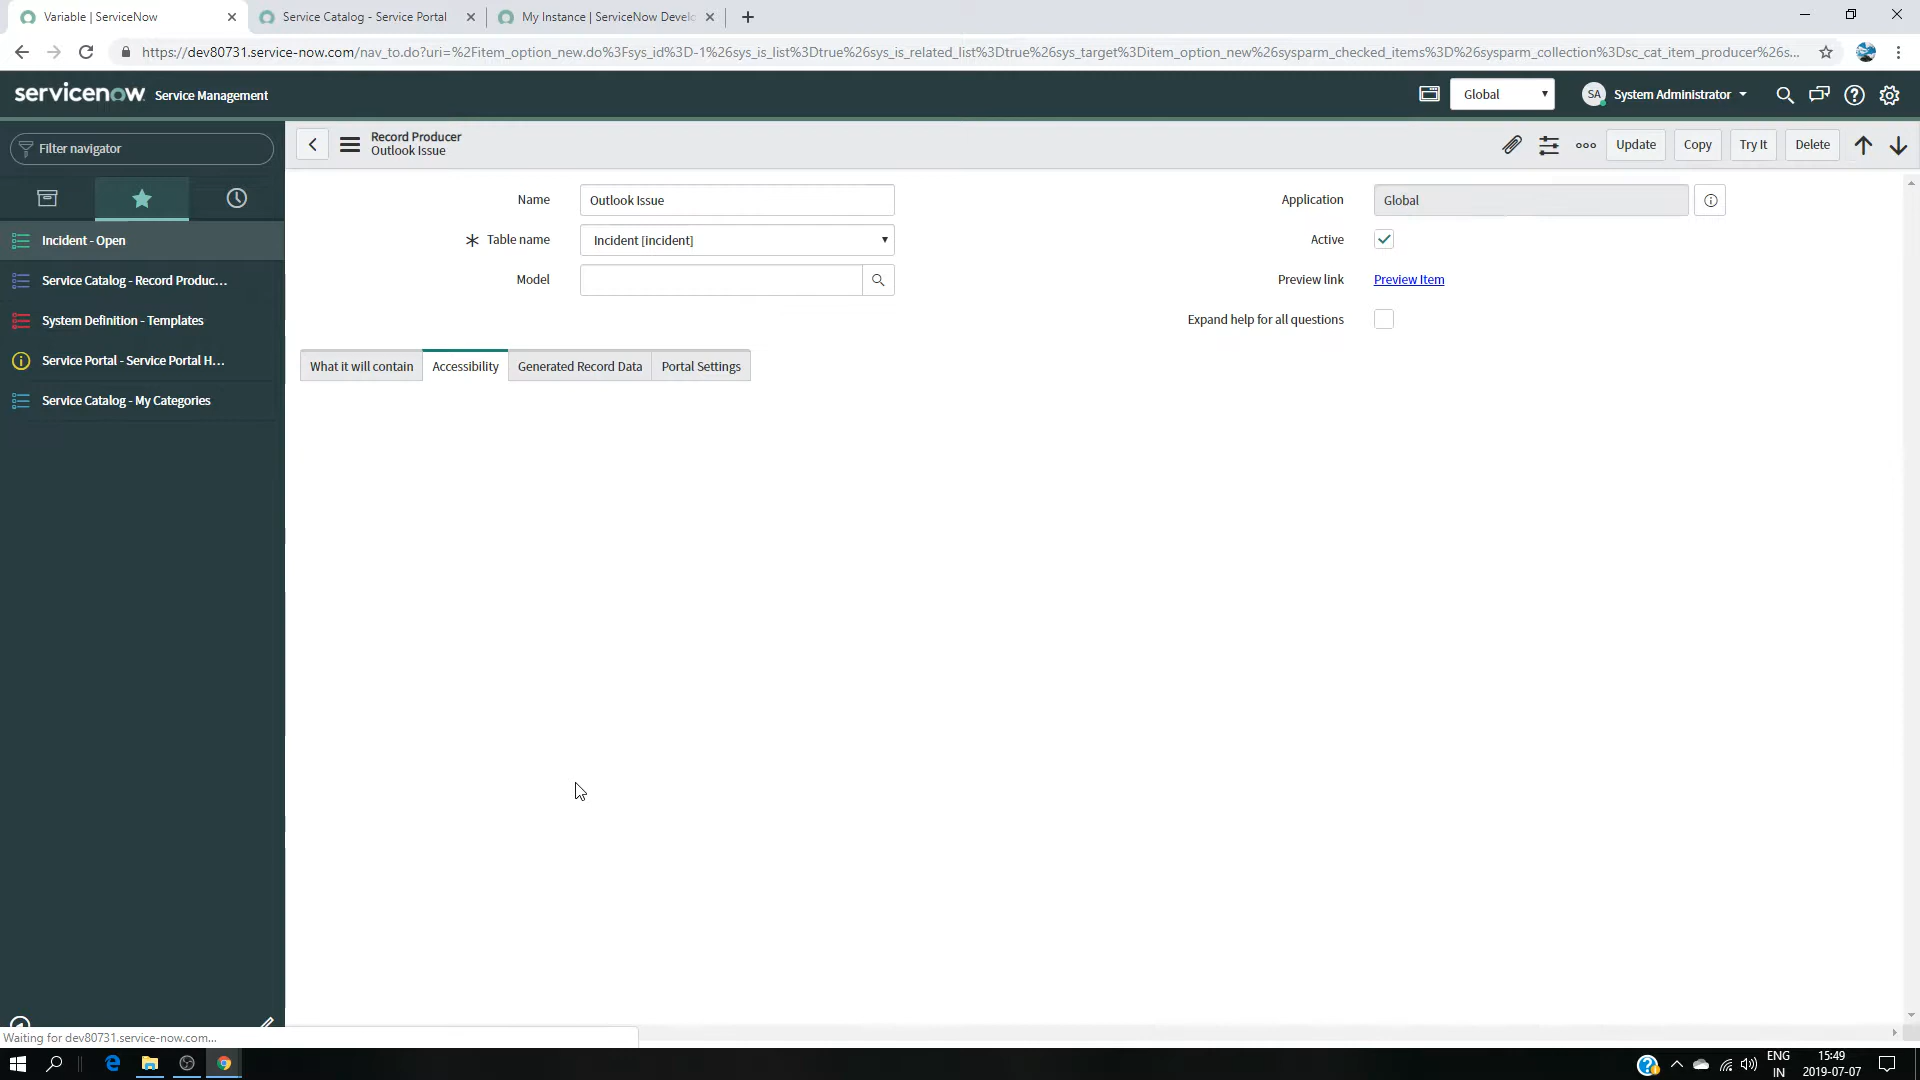 Variable | ServiceNow
Service Catalog - Service Portal
My Instance | ServiceNow Develo
https://dev80731.service-now.com/nav_to.do?uri=%2Fitem_option_new.do%3Fsys_id%3D-1%26sys_is_list%3Dtrue%26sys_is_related_list%3Dtrue%26sys_target%3Ditem_option_new%26sysparm_checked_items%3D%26sysparm_collection%3Dsc_cat_item_producer%26s...
servicenow Service Management
Global
SA System Administrator
Filter navigator
Incident - Open
Service Catalog - Record Produc...
System Definition - Templates
Service Portal - Service Portal H...
Service Catalog - My Categories
Record Producer
Outlook Issue
Update
Copy
Try It
Delete
Name
Outlook Issue
Application
Global
Table name
Incident [incident]
Active
Model
Preview link
Preview Item
Expand help for all questions
What it will contain
Accessibility
Generated Record Data
Portal Settings
Waiting for dev80731.service-now.com...
ENG
IN
15:49
2019-07-07